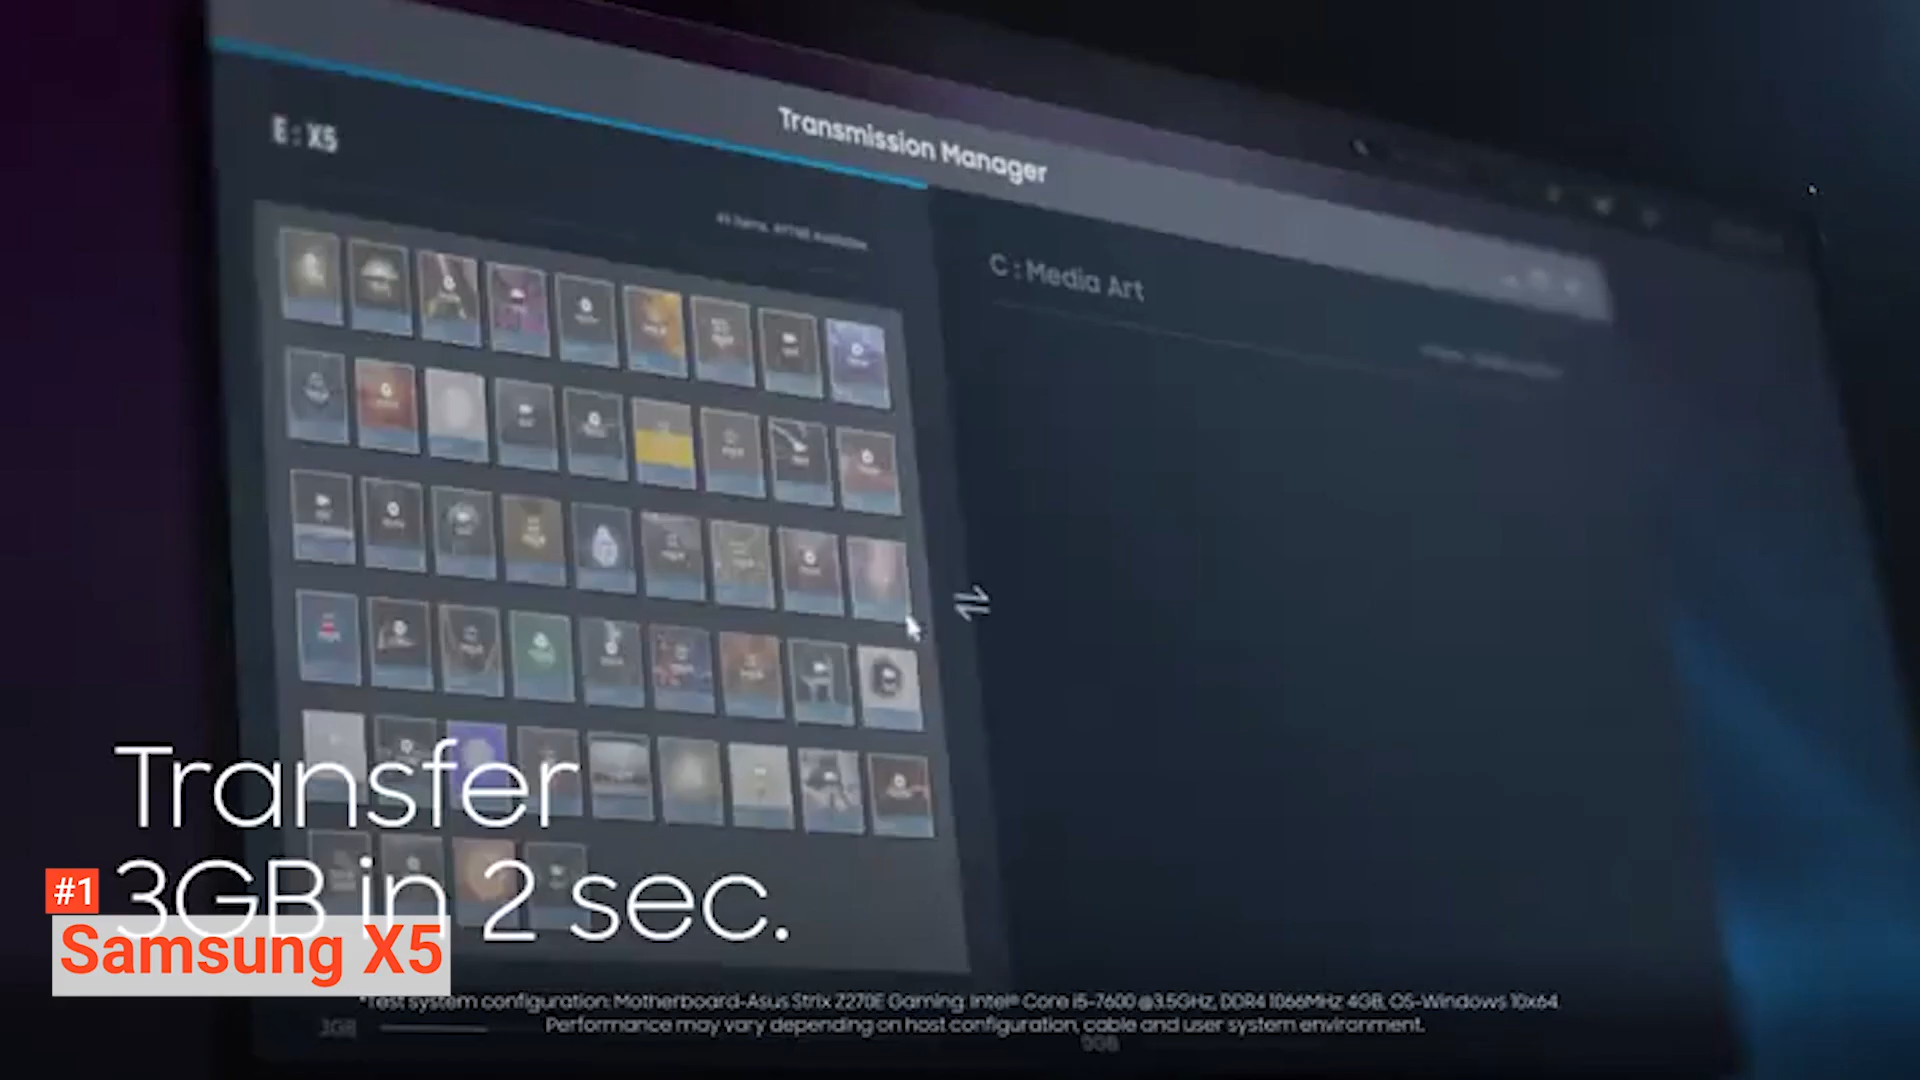 Transmission Manager
E : X5
C : Media Art
Transfer
3GB in 2 sec.
#1
Samsung X5
*Test system configuration: Motherboard-Asus Strix Z270E Gaming. Intel® Core i5-7600 @3.5GHz, DDR4 1066MHz 4GB, OS-Windows 10x64.
Performance may vary depending on host configuration, cable and user system environment.
3GB